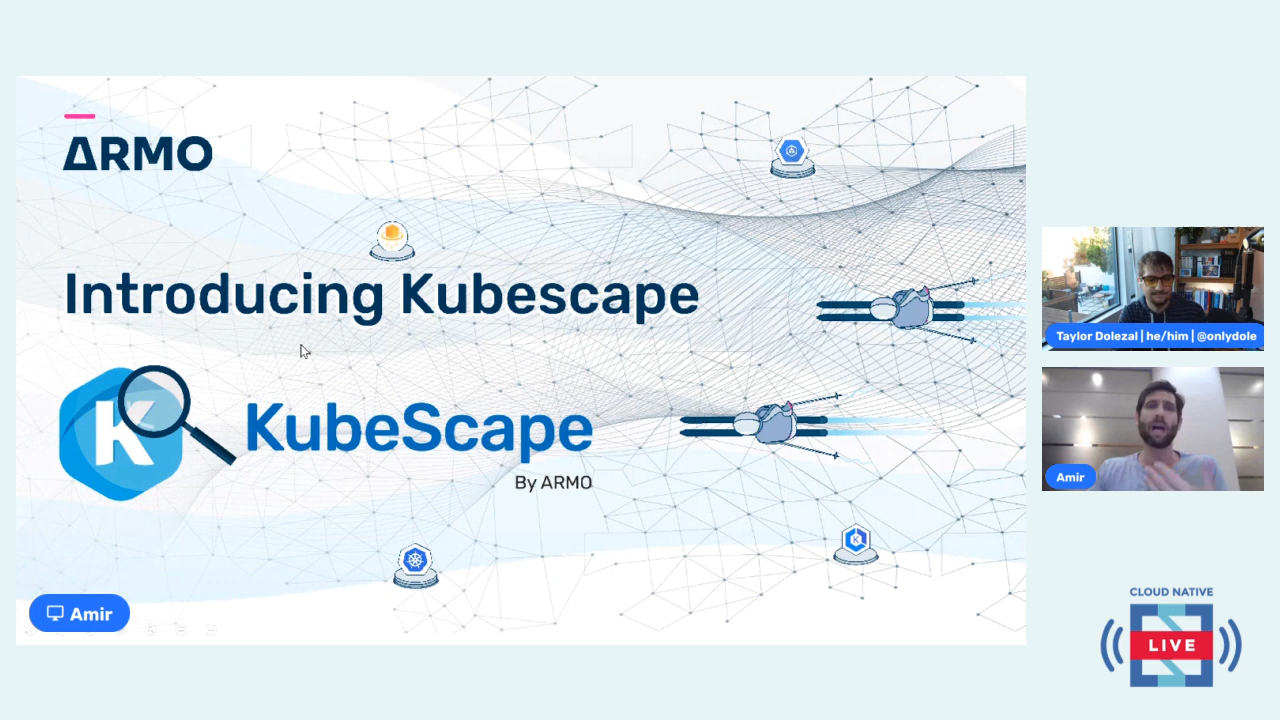 ARMO
Introducing Kubescape
K
KubeScape
By ARMO
K
Amir
Taylor Dolezal | he/him | @onlydole
Amir
CLOUD NATIVE
LIVE